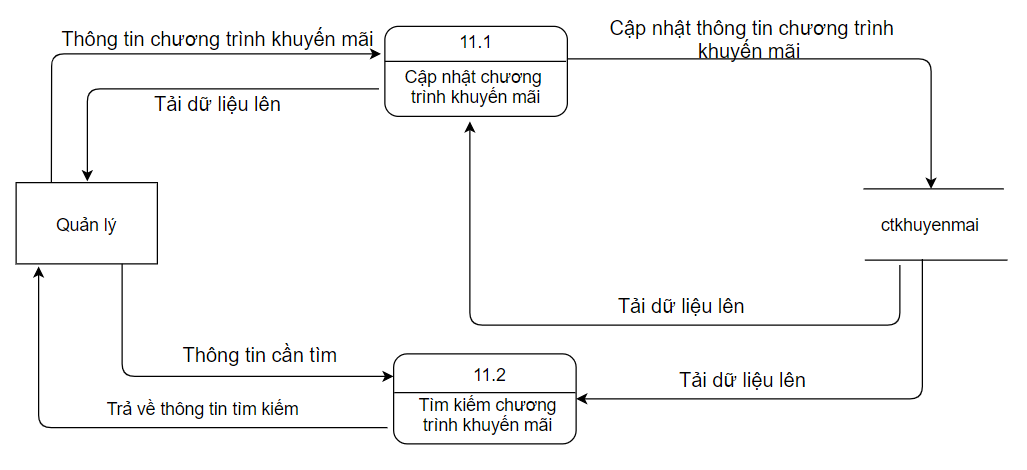 Thông tin chương trình khuyến mãi
11.1
Cập nhật chương
trình khuyến mãi
Cập nhật thông tin chương trình
khuyến mãi
Tải dữ liệu lên
Quản lý
ctkhuyenmai
Tải dữ liệu lên
Thông tin cần tìm
11.2
Tìm kiếm chương
trình khuyến mãi
Tải dữ liệu lên
Trả về thông tin tìm kiếm